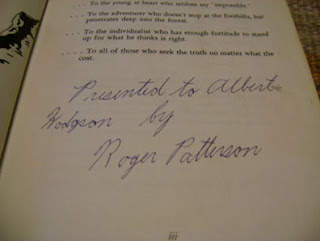 .... To the young at heart who seldom say "impossible."
.... To the adventurer who doesn't stop at the foothills, but
penetrates deep into the forest.
.... To the individualist who has enough fortitude to stand
up for what he thinks is right.
.... To all of those who seek the truth no matter what the
cost.
Presented to Albert
Hodgson by
Roger Patterson
iii